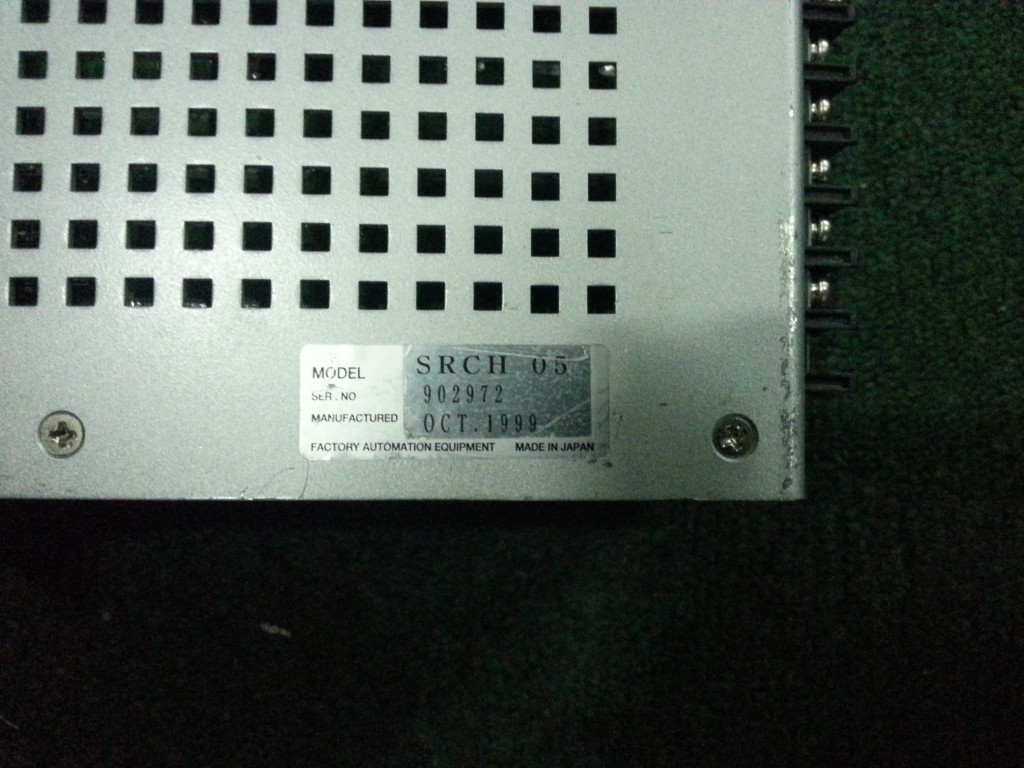 MODEL SRCH 05
SER. NO 902972
MANUFACTURED OCT.1999
FACTORY AUTOMATION EQUIPMENT MADE IN JAPAN